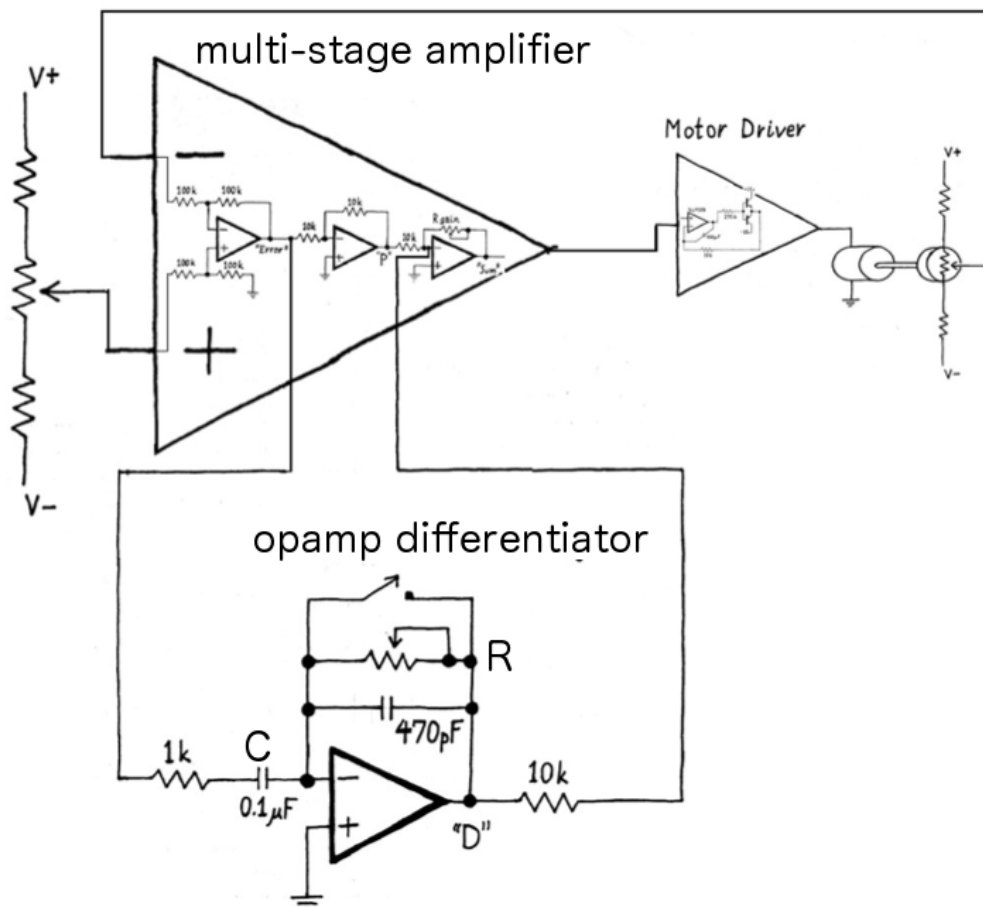 multi-stage amplifier
V+
Motor Driver
V+
100k
100k
10k
R gain
10k
10k
"Error"
"P"
"Sum"
100k
100k
V-
V-
opamp differentiator
R
470pF
1k
C
0.1µF
10k
"D"